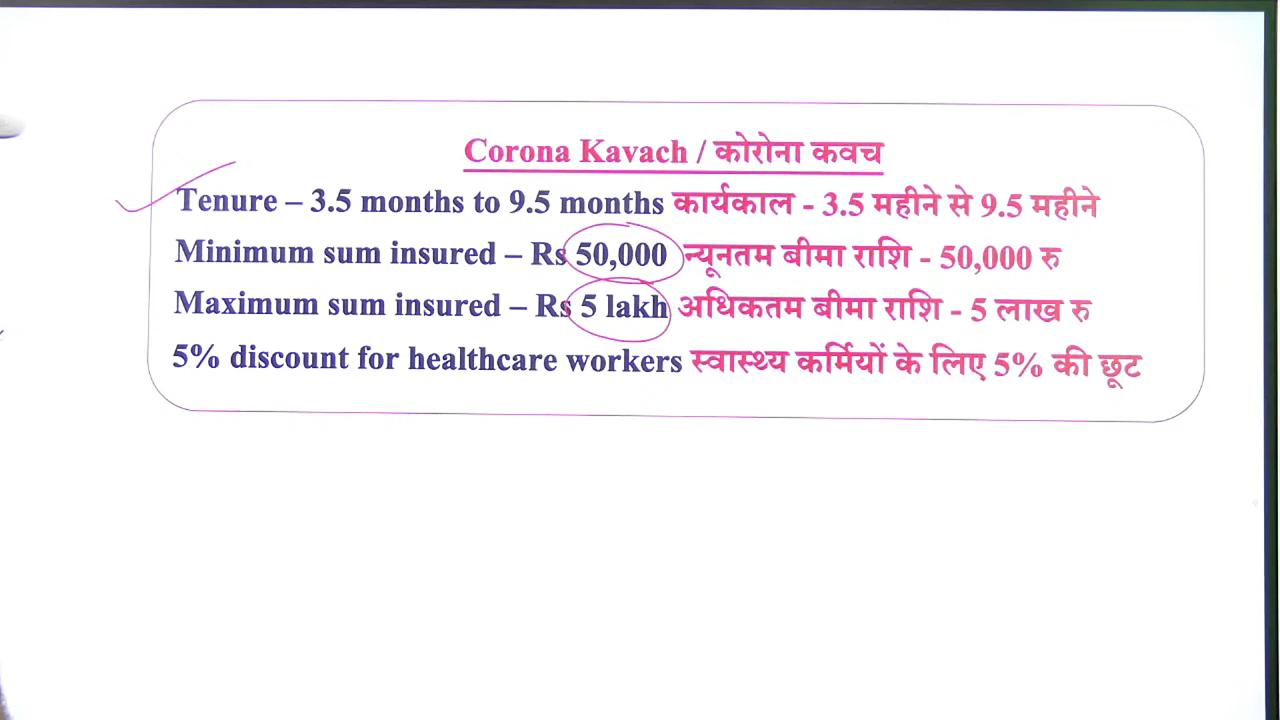 Corona Kavach / कोरोना कवच
Tenure – 3.5 months to 9.5 months कार्यकाल - 3.5 महीने से 9.5 महीने
Minimum sum insured – Rs 50,000 न्यूनतम बीमा राशि - 50,000 रु
Maximum sum insured – Rs 5 lakh अधिकतम बीमा राशि - 5 लाख रु
5% discount for healthcare workers स्वास्थ्य कर्मियों के लिए 5% की छूट